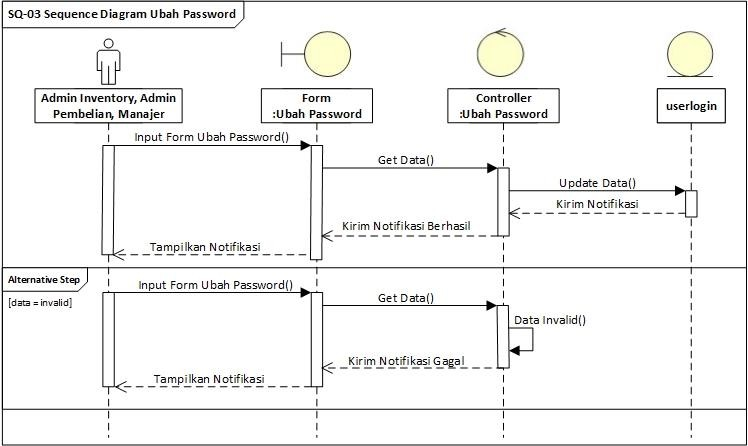 SQ-03 Sequence Diagram Ubah Password
Admin Inventory, Admin
Pembelian, Manajer
Form
:Ubah Password
Controller
:Ubah Password
userlogin
Input Form Ubah Password()
Get Data()
Update Data()
Kirim Notifikasi
Kirim Notifikasi Berhasil
Tampilkan Notifikasi
Alternative Step
[data = invalid]
Input Form Ubah Password()
Get Data()
Data Invalid()
Kirim Notifikasi Gagal
Tampilkan Notifikasi